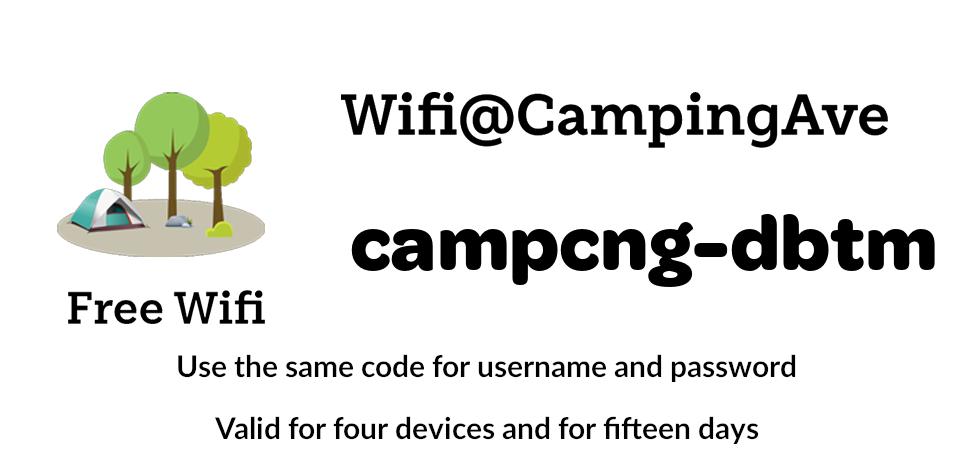 Wifi@CampingAve
campcng-dbtm
Free Wifi
Use the same code for username and password
Valid for four devices and for fifteen days